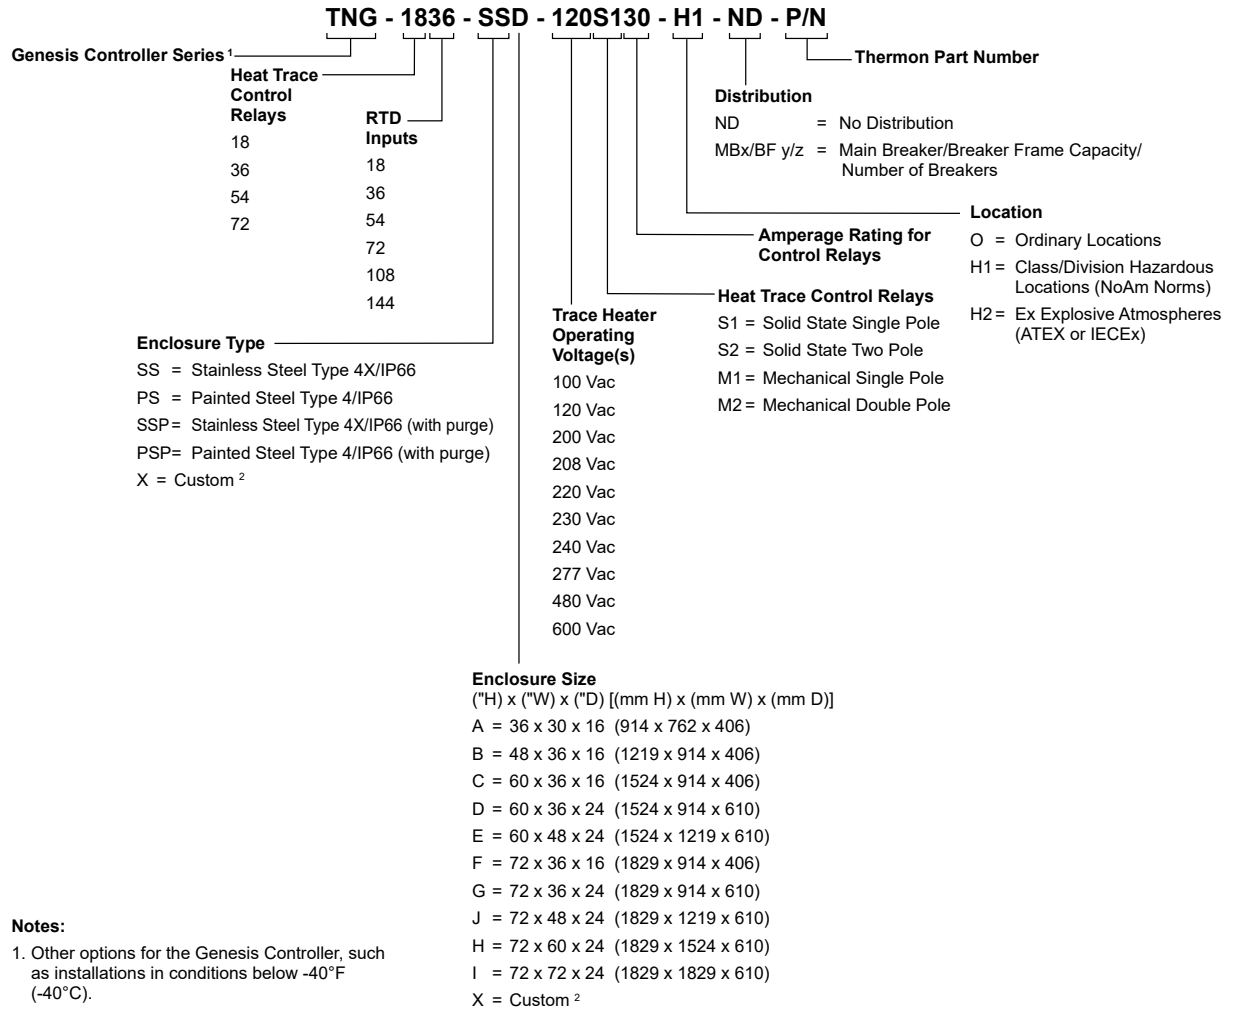 TNG - 1836 - SSD - 120S130 - H1 - ND - P/N
Genesis Controller Series 1
Thermon Part Number
Heat Trace
Control
Relays
18
36
54
72
RTD
Inputs
18
36
54
72
108
144
Distribution
ND = No Distribution
MBx/BF y/z = Main Breaker/Breaker Frame Capacity/
Number of Breakers
Location
O = Ordinary Locations
H1 = Class/Division Hazardous
Locations (NoAm Norms)
H2 = Ex Explosive Atmospheres
(ATEX or IECEx)
Amperage Rating for
Control Relays
Heat Trace Control Relays
S1 = Solid State Single Pole
S2 = Solid State Two Pole
M1 = Mechanical Single Pole
M2 = Mechanical Double Pole
Trace Heater
Operating
Voltage(s)
100 Vac
120 Vac
200 Vac
208 Vac
220 Vac
230 Vac
240 Vac
277 Vac
480 Vac
600 Vac
Enclosure Type
SS = Stainless Steel Type 4X/IP66
PS = Painted Steel Type 4/IP66
SSP = Stainless Steel Type 4X/IP66 (with purge)
PSP = Painted Steel Type 4/IP66 (with purge)
X = Custom 2
Enclosure Size
("H) x ("W) x ("D) [(mm H) x (mm W) x (mm D)]
A = 36 x 30 x 16 (914 x 762 x 406)
B = 48 x 36 x 16 (1219 x 914 x 406)
C = 60 x 36 x 16 (1524 x 914 x 406)
D = 60 x 36 x 24 (1524 x 914 x 610)
E = 60 x 48 x 24 (1524 x 1219 x 610)
F = 72 x 36 x 16 (1829 x 914 x 406)
G = 72 x 36 x 24 (1829 x 914 x 610)
J = 72 x 48 x 24 (1829 x 1219 x 610)
H = 72 x 60 x 24 (1829 x 1524 x 610)
I = 72 x 72 x 24 (1829 x 1829 x 610)
X = Custom 2
Notes:
1. Other options for the Genesis Controller, such
as installations in conditions below -40°F
(-40°C).